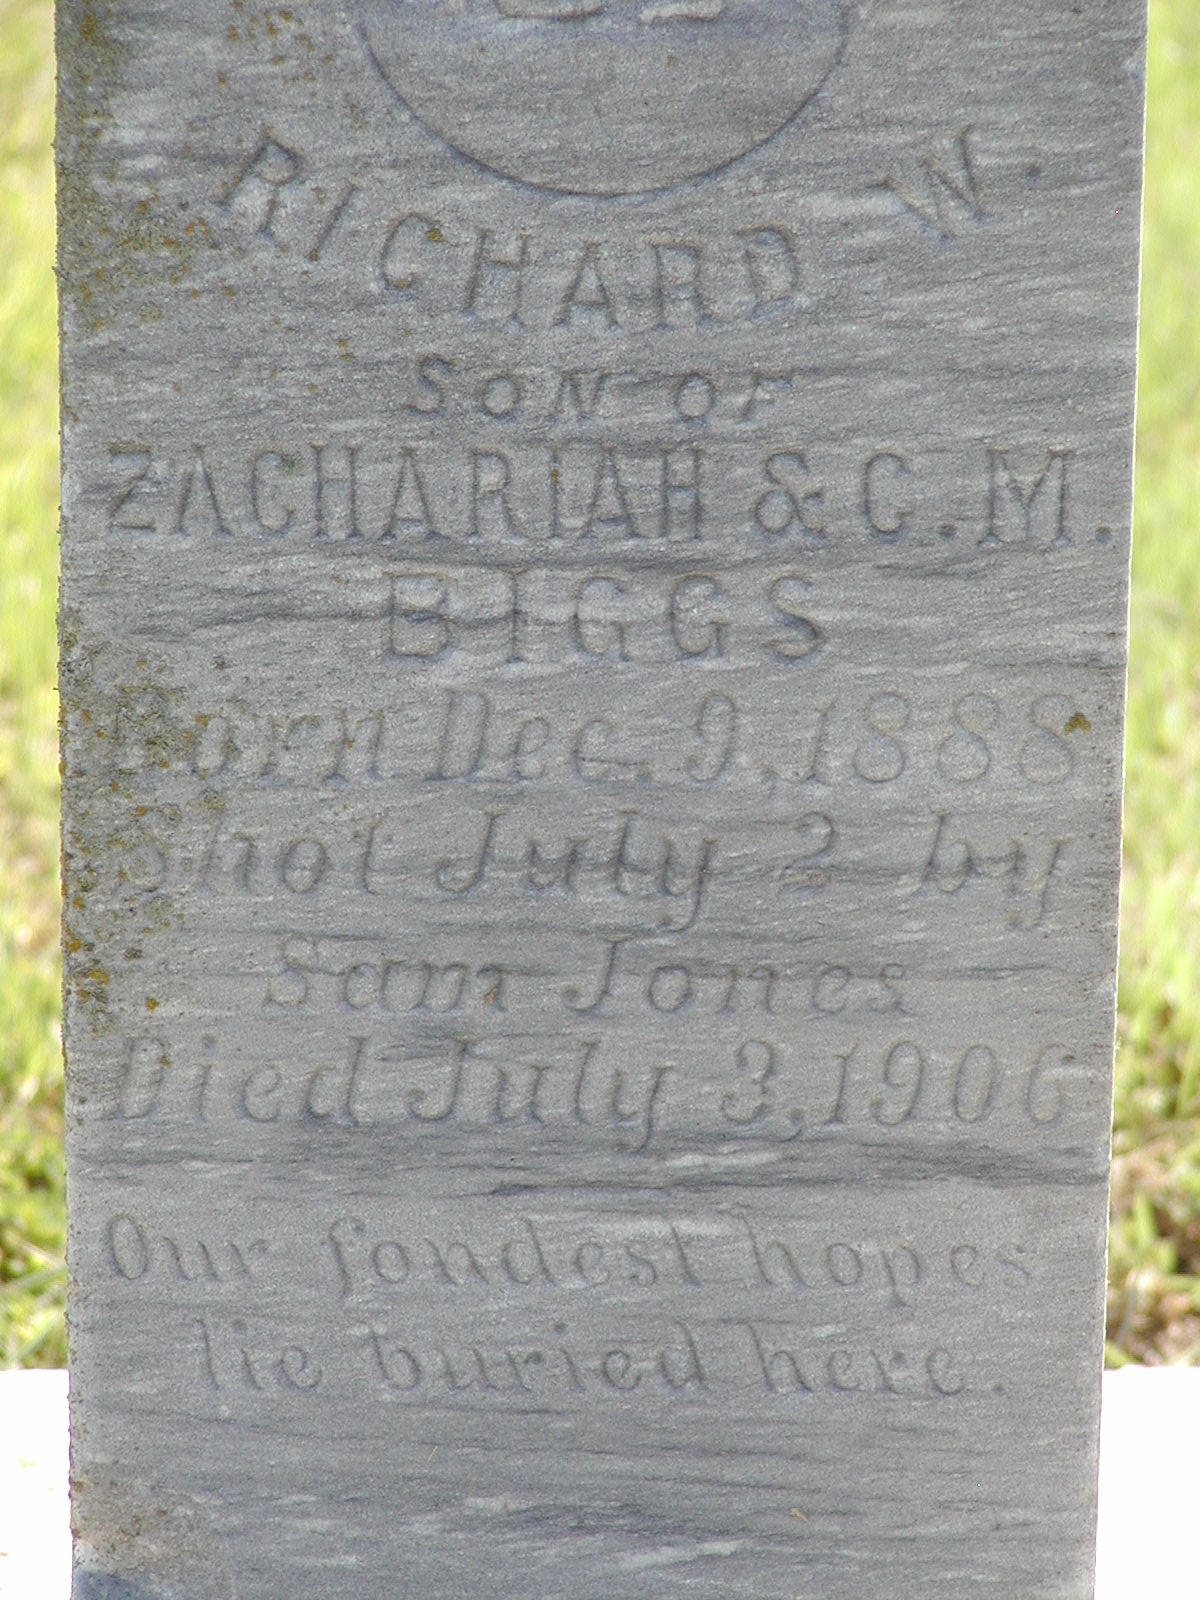 RICHARD W.
SON OF
ZACHARIAH & C. M.
BIGGS
Born Dec. 9, 1888
Shot July 2 by
Sam Jones
Died July 3, 1906
Our fondest hopes
lie buried here.